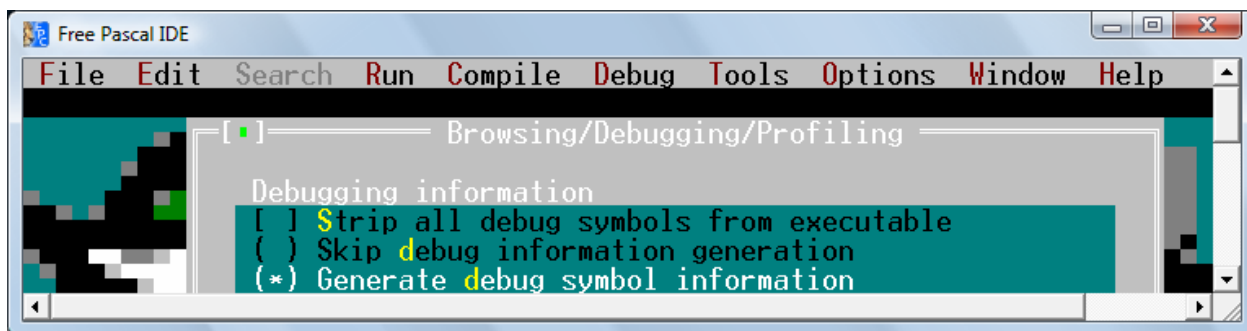 Free Pascal IDE
File Edit Search Run Compile Debug Tools Options Window Help
[▪] Browsing/Debugging/Profiling
Debugging information
[ ] Strip all debug symbols from executable
( ) Skip debug information generation
(*) Generate debug symbol information